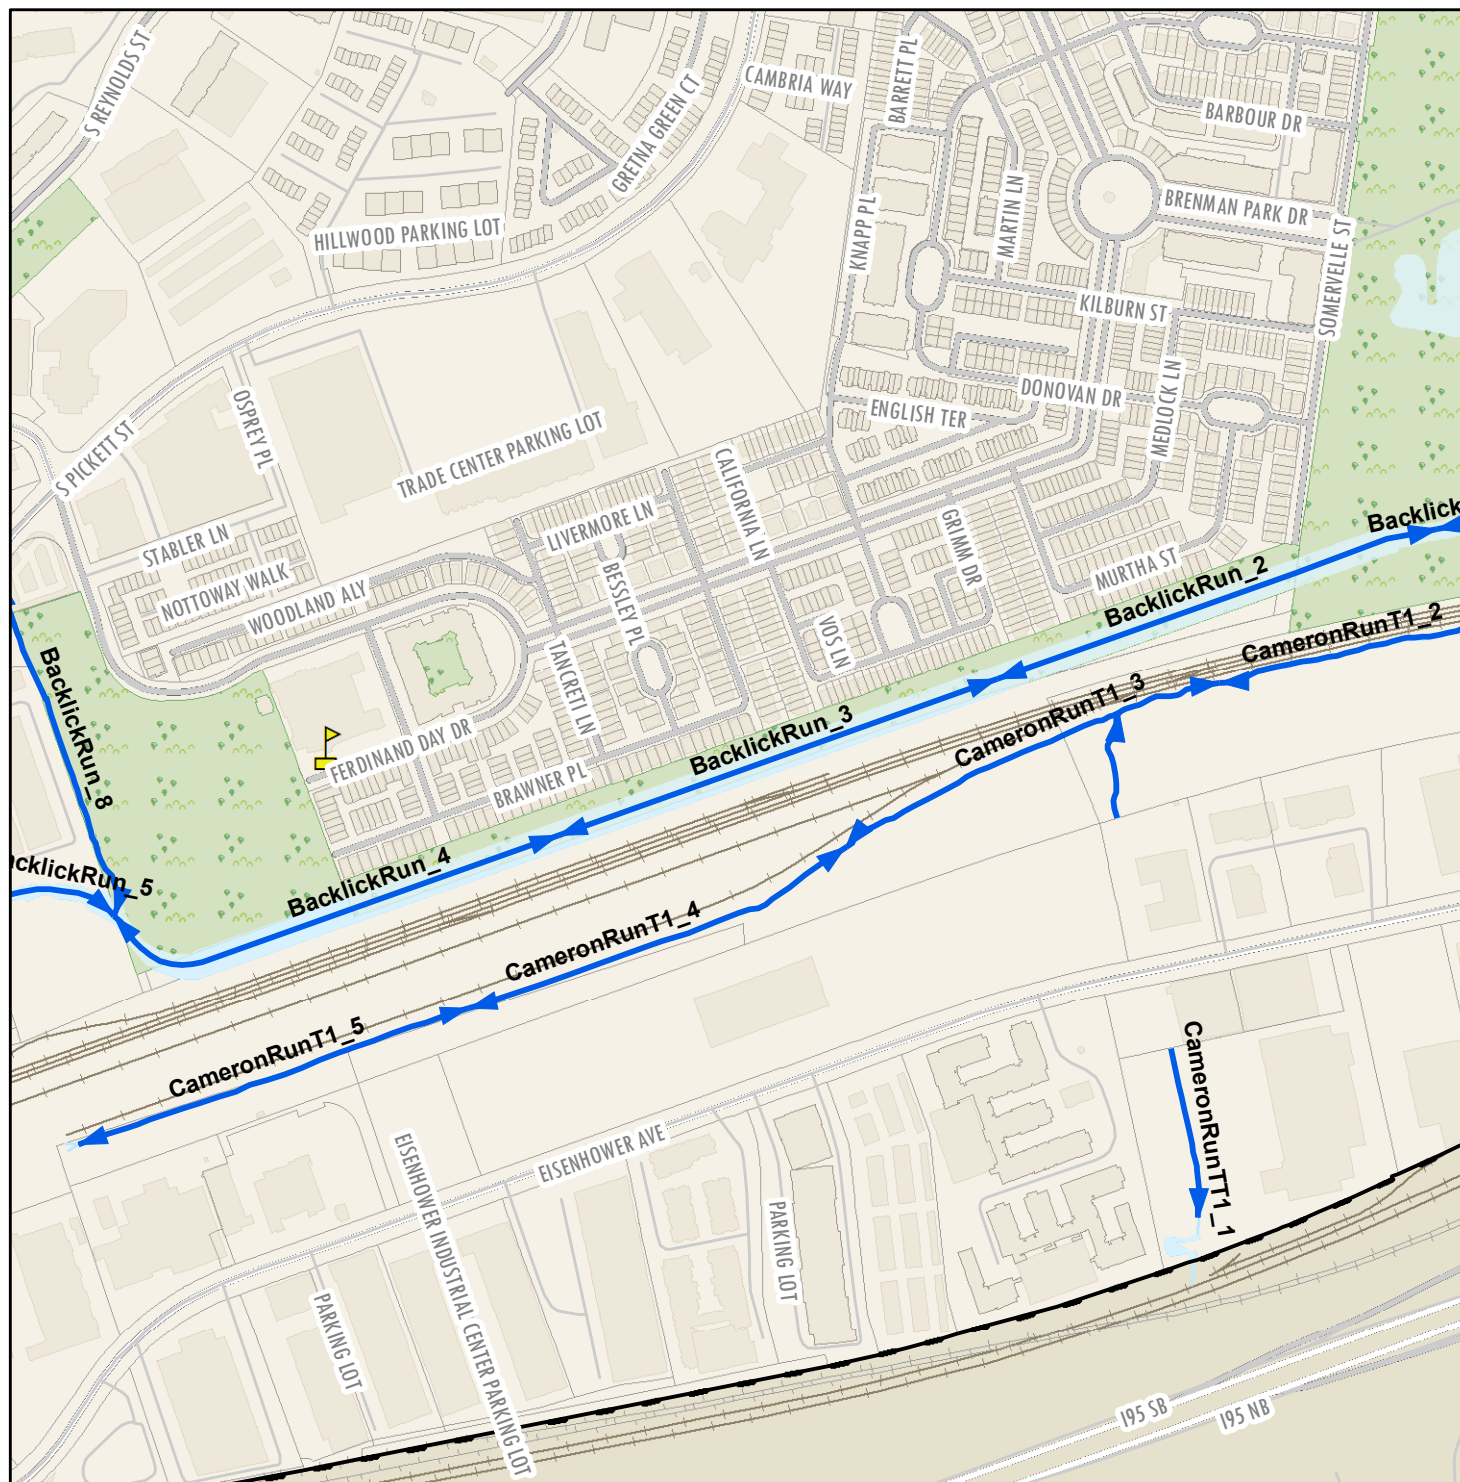 S REYNOLDS ST
CAMBRIA WAY
BARRETT PL
BARBOUR DR
GRETNA GREEN CT
HILLWOOD PARKING LOT
KNAPP PL
MARTIN LN
BRENMAN PARK DR
SOMERVELLE ST
KILBURN ST
OSPREY PL
S PICKETT ST
TRADE CENTER PARKING LOT
ENGLISH TER
DONOVAN DR
MEDLOCK LN
CALIFORNIA LN
LIVERMORE LN
STABLER LN
NOTTOWAY WALK
WOODLAND ALY
BESSLEY PL
GRIMM DR
MURTHA ST
Backlick
BacklickRun_2
CameronRunT1_2
VOS LN
TANCRETI LN
BacklickRun_8
FERDINAND DAY DR
BRAWNER PL
BacklickRun_3
CameronRunT1_3
cklickRun_5
BacklickRun_4
CameronRunT1_4
CameronRunT1_5
CameronRunTT1_1
EISENHOWER AVE
EISENHOWER INDUSTRIAL CENTER PARKING LOT
PARKING LOT
PARKING LOT
I95 SB
I95 NB